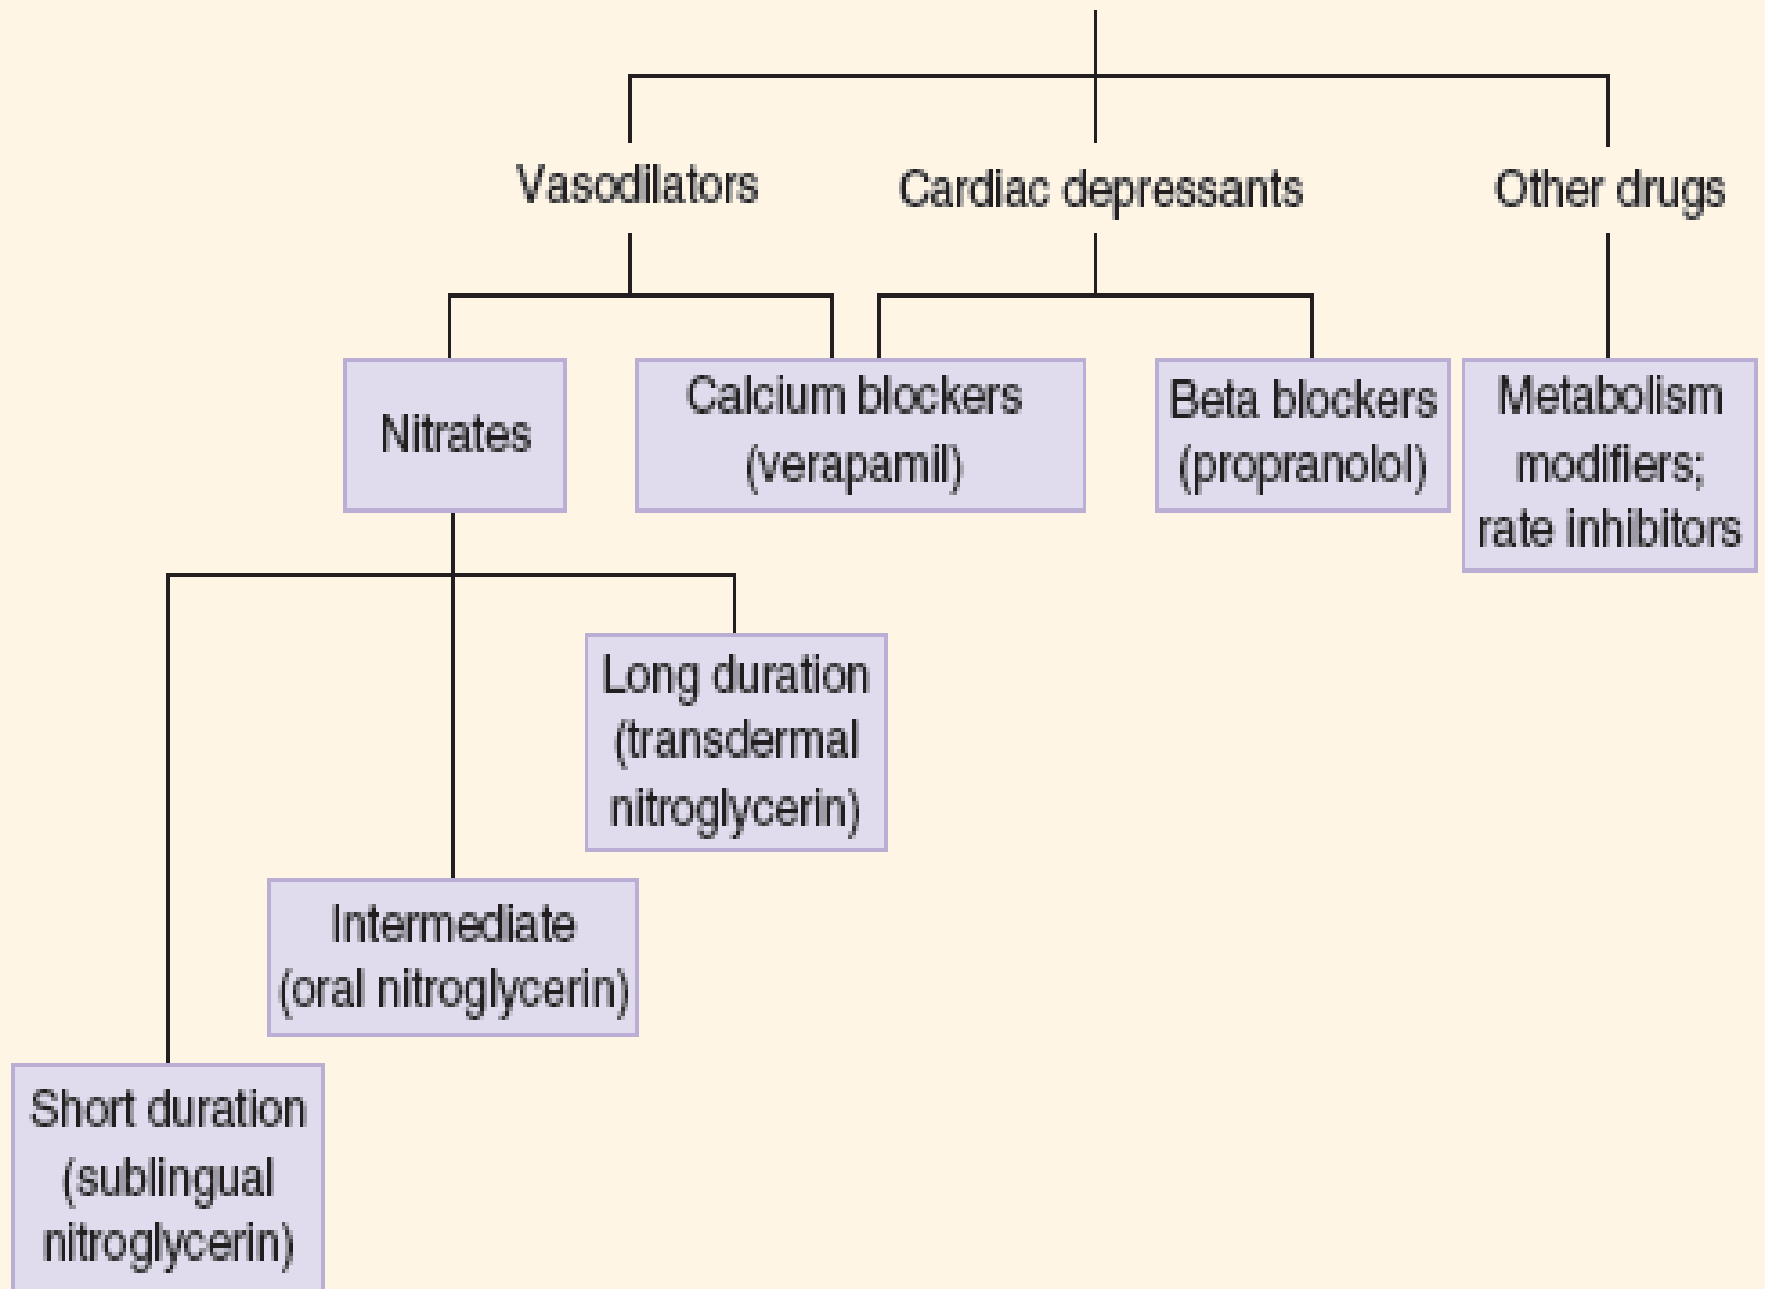 Vasodilators
Cardiac depressants
Other drugs
Nitrates
Calcium blockers
(verapamil)
Beta blockers
(propranolol)
Metabolism
modifiers;
rate inhibitors
Long duration
(transdermal
nitroglycerin)
Intermediate
(oral nitroglycerin)
Short duration
(sublingual
nitroglycerin)